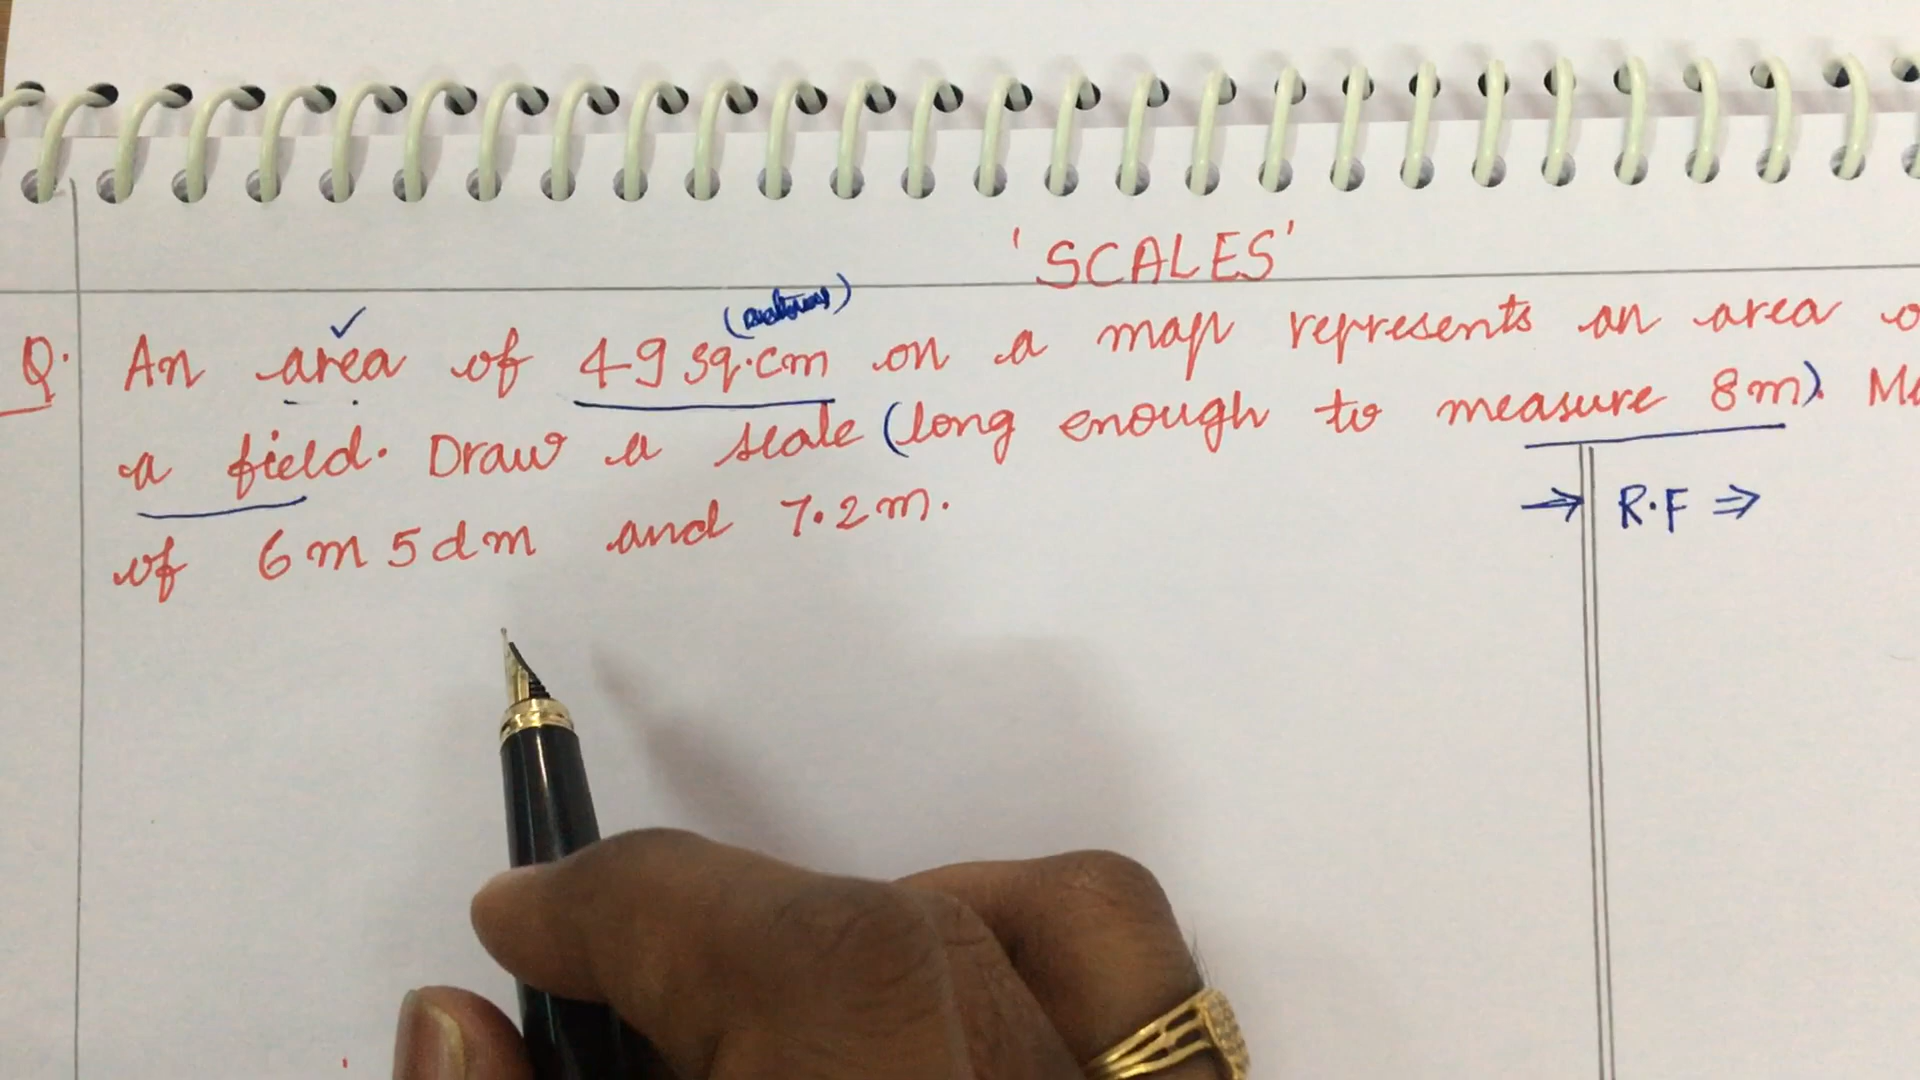 'SCALES'
Q. An area of 49 sq.cm on a map represents an area
a field. Draw a scale (long enough to measure 8m).
of 6m 5dm and 7.2m.
→ R.F ⇒